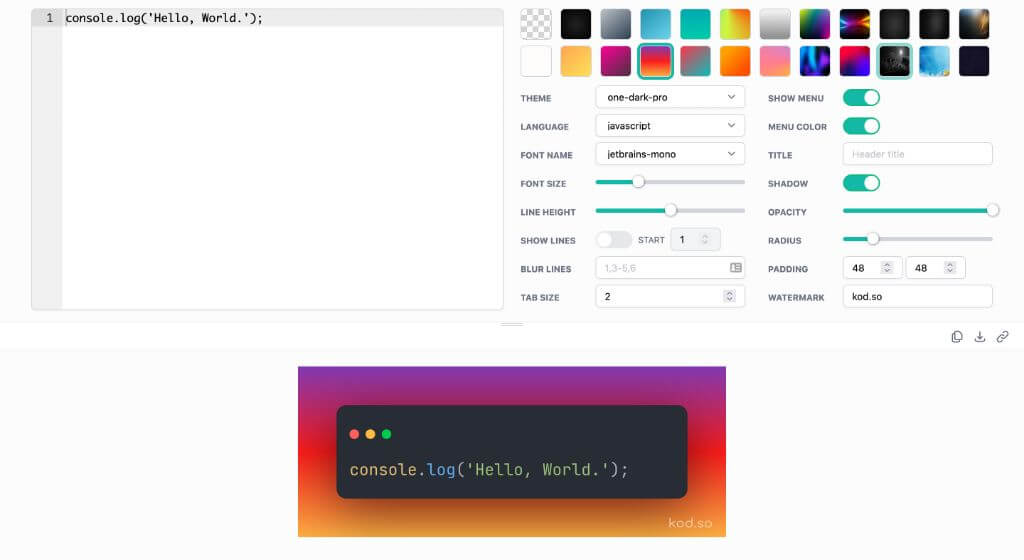 1 console.log('Hello, World.');
THEME one-dark-pro SHOW MENU
LANGUAGE javascript MENU COLOR
FONT NAME jetbrains-mono TITLE Header title
FONT SIZE SHADOW
LINE HEIGHT OPACITY
SHOW LINES START 1 RADIUS
BLUR LINES 1,3-5,6 PADDING 48 48
TAB SIZE 2 WATERMARK kod.so
console.log('Hello, World.');
kod.so